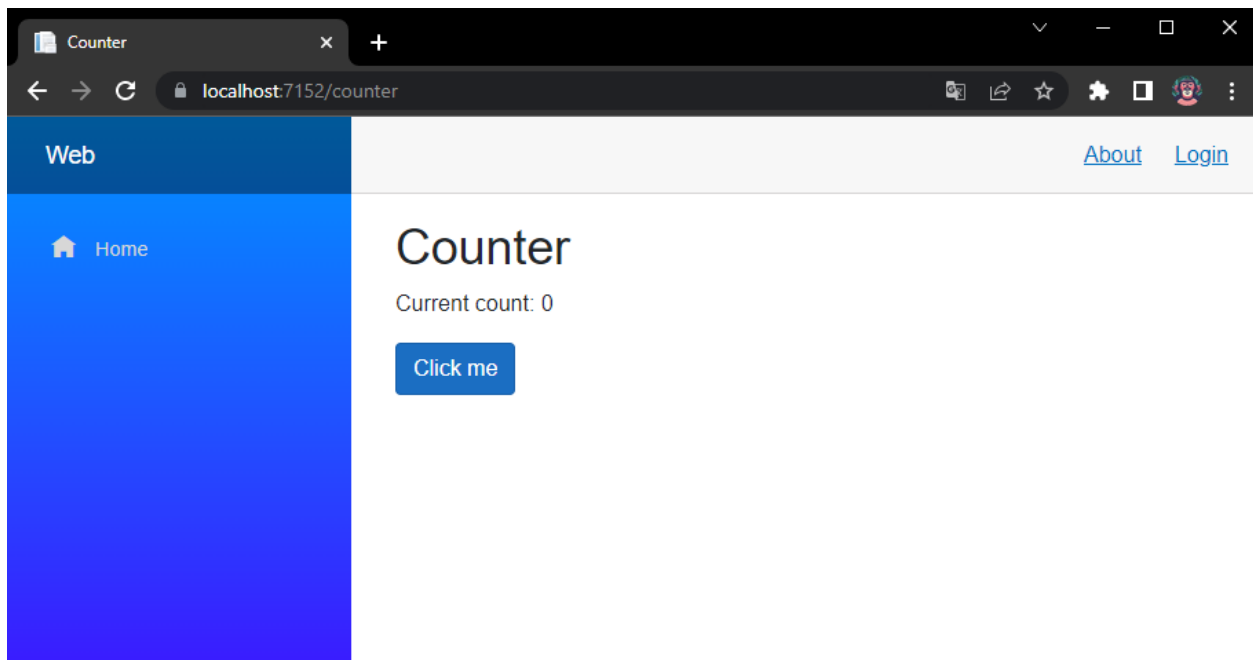 Counter
localhost:7152/counter
Web
About Login
Home
Counter
Current count: 0
Click me